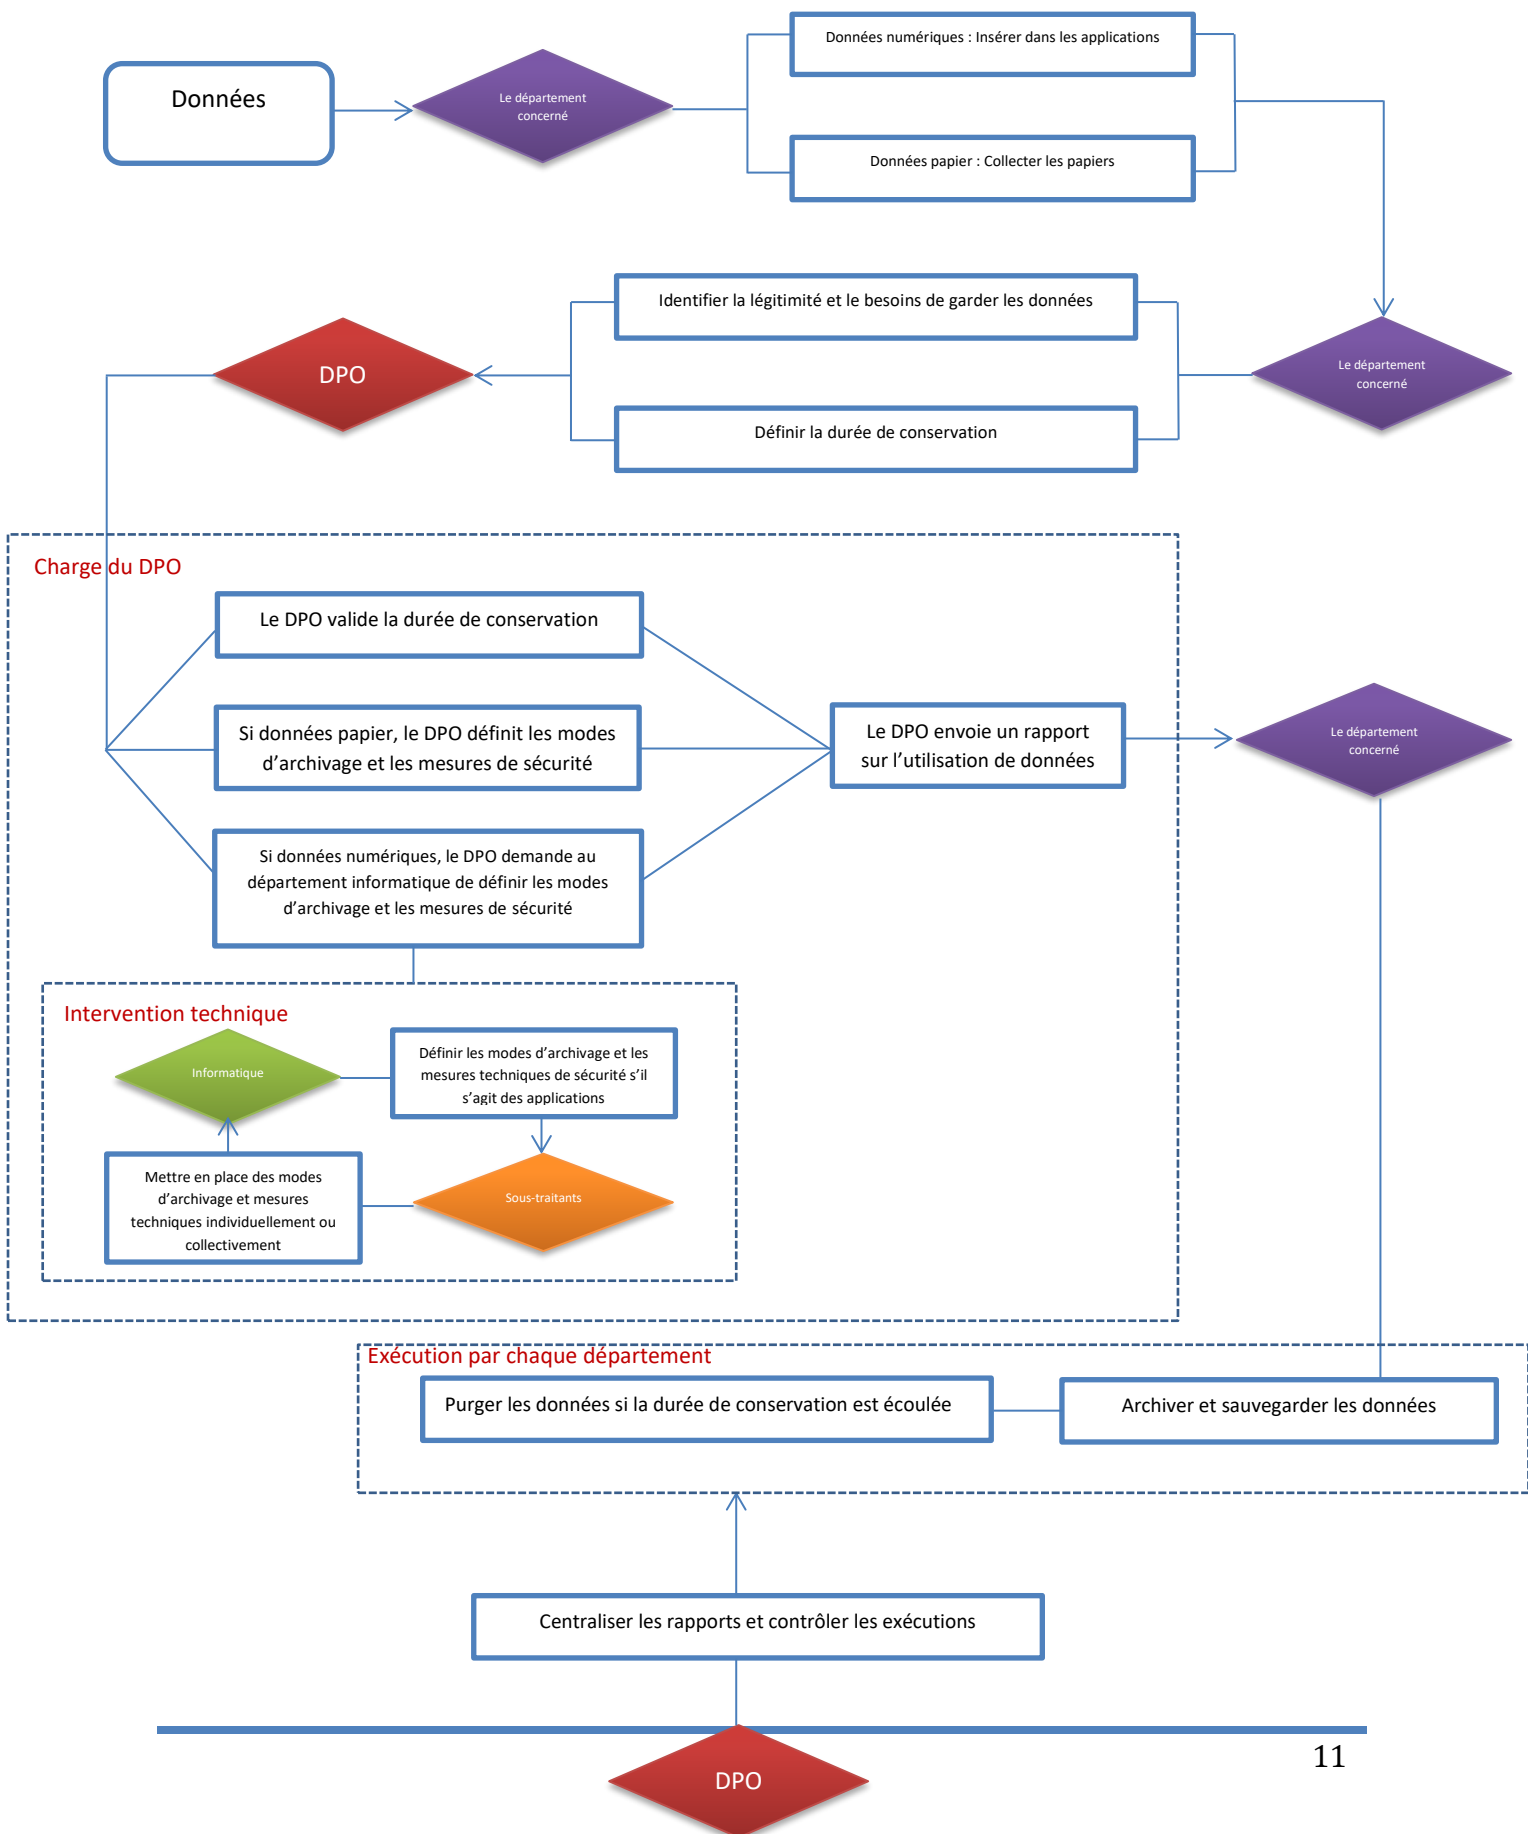 Données
Le département
concerné
Données numériques : Insérer dans les applications
Données papier : Collecter les papiers
Identifier la légitimité et le besoins de garder les données
Définir la durée de conservation
Le département
concerné
DPO
Charge du DPO
Le DPO valide la durée de conservation
Si données papier, le DPO définit les modes
d’archivage et les mesures de sécurité
Si données numériques, le DPO demande au
département informatique de définir les modes
d’archivage et les mesures de sécurité
Le DPO envoie un rapport
sur l’utilisation de données
Le département
concerné
Intervention technique
Informatique
Définir les modes d’archivage et les
mesures techniques de sécurité s’il
s’agit des applications
Mettre en place des modes
d’archivage et mesures
techniques individuellement ou
collectivement
Sous-traitants
Exécution par chaque département
Purger les données si la durée de conservation est écoulée
Archiver et sauvegarder les données
Centraliser les rapports et contrôler les exécutions
11
DPO